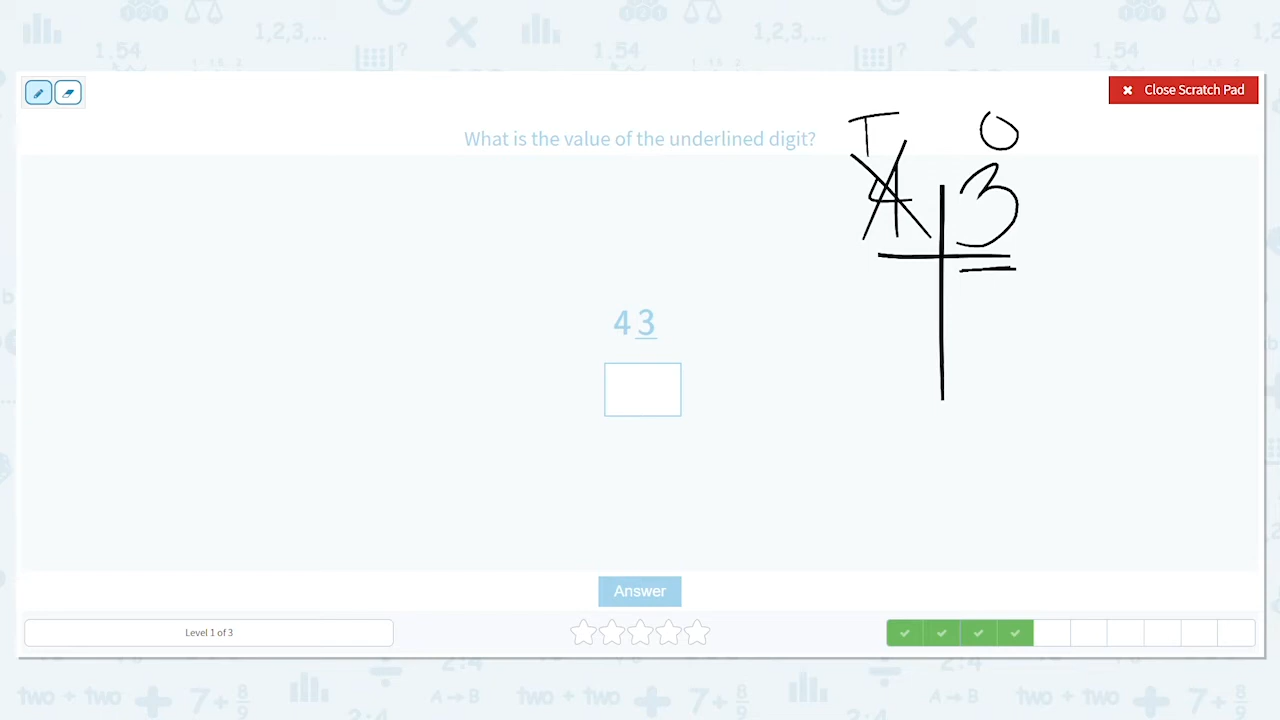 Close Scratch Pad
What is the value of the underlined digit?
T O
4 3
43
Answer
Level 1 of 3